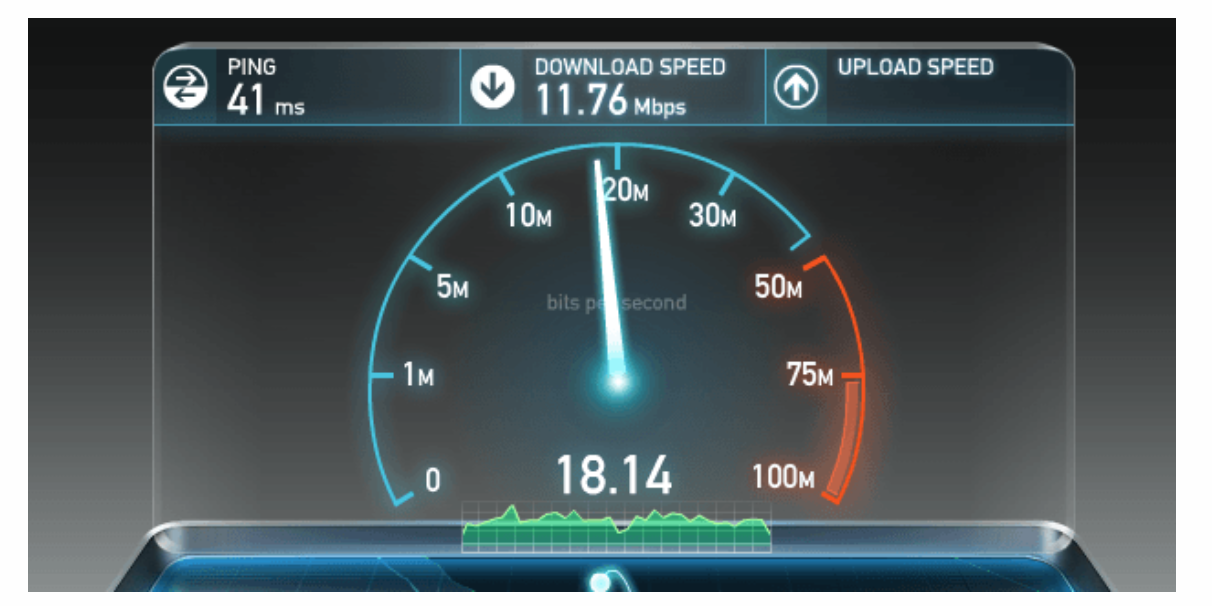 PING
41 ms
DOWNLOAD SPEED
11.76 Mbps
UPLOAD SPEED
20M
10M
30M
5M
50M
bits per second
1M
75M
0
18.14
100M